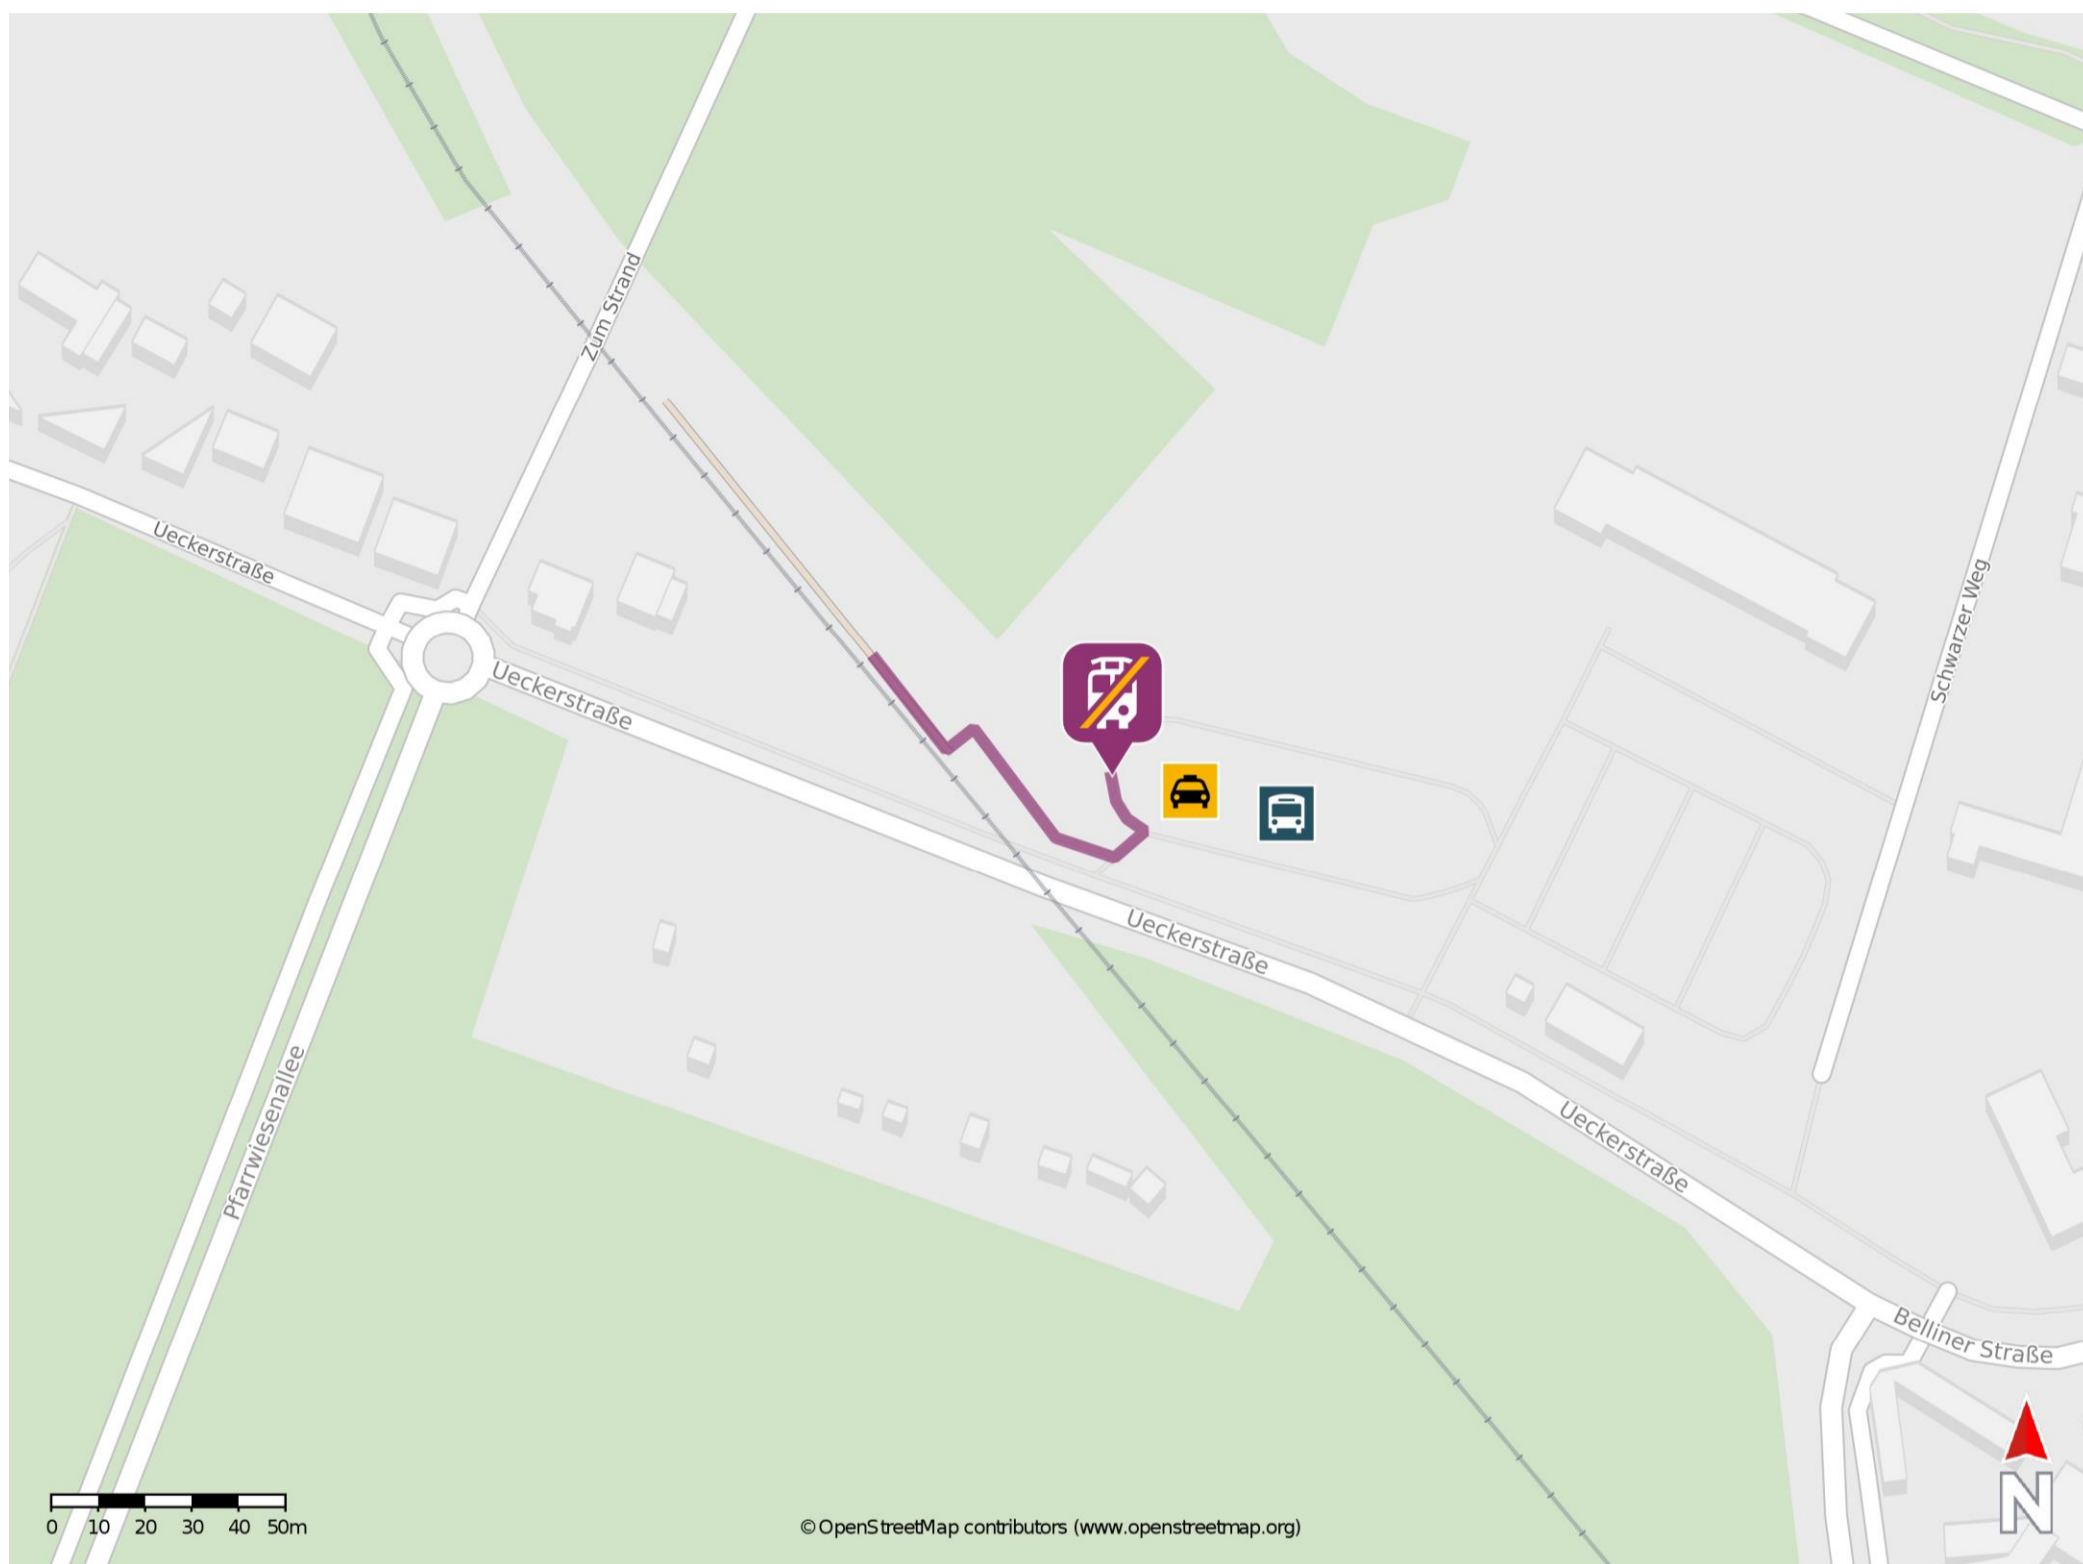 Zum Strand
Ueckerstraße
Ueckerstraße
Schwarzer Weg
Ueckerstraße
Pfarrwiesenallee
Ueckerstraße
Belliner Straße
N
0 10 20 30 40 50m
© OpenStreetMap contributors (www.openstreetmap.org)